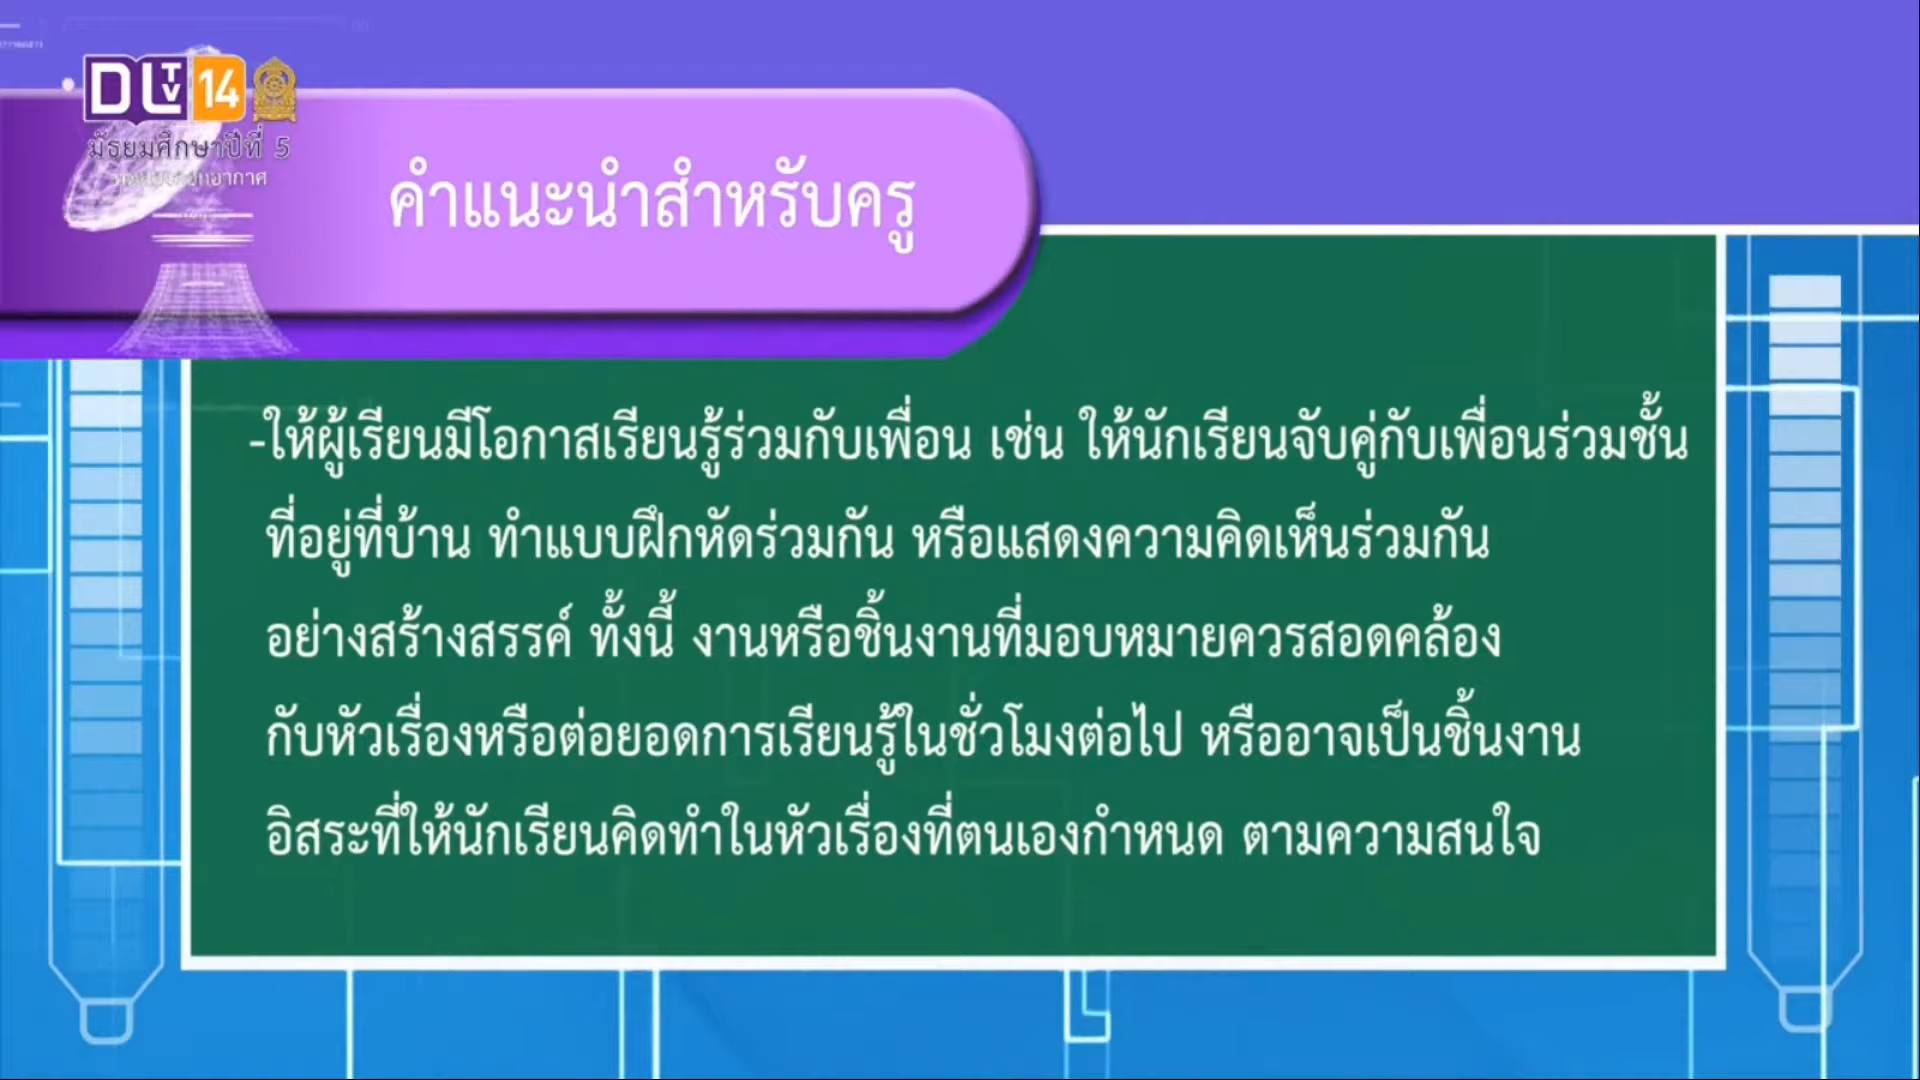 DLTV 14
มัธยมศึกษาปีที่ 5
คำแนะนำสำหรับครู
-ให้ผู้เรียนมีโอกาสเรียนรู้ร่วมกับเพื่อน เช่น ให้นักเรียนจับคู่กับเพื่อนร่วมชั้น
ที่อยู่ที่บ้าน ทำแบบฝึกหัดร่วมกัน หรือแสดงความคิดเห็นร่วมกัน
อย่างสร้างสรรค์ ทั้งนี้ งานหรือชิ้นงานที่มอบหมายควรสอดคล้อง
กับหัวเรื่องหรือต่อยอดการเรียนรู้ในชั่วโมงต่อไป หรืออาจเป็นชิ้นงาน
อิสระที่ให้นักเรียนคิดทำในหัวเรื่องที่ตนเองกำหนด ตามความสนใจ